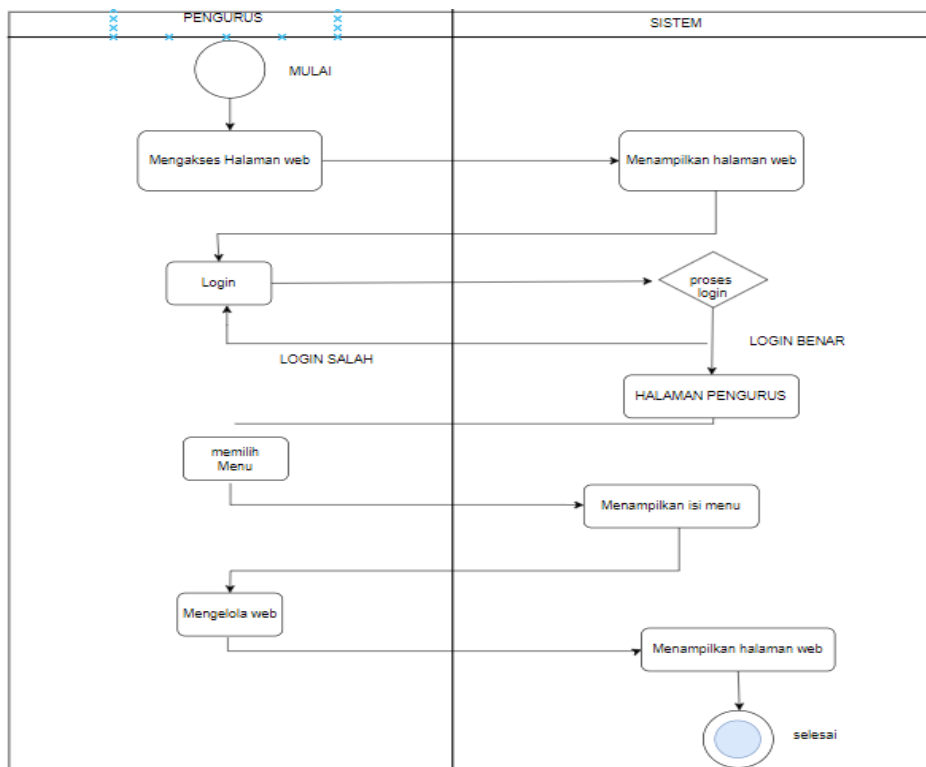 PENGURUS
SISTEM
MULAI
Mengakses Halaman web
Menampilkan halaman web
Login
proses
login
LOGIN SALAH
LOGIN BENAR
HALAMAN PENGURUS
memilih
Menu
Menampilkan isi menu
Mengelola web
Menampilkan halaman web
selesai